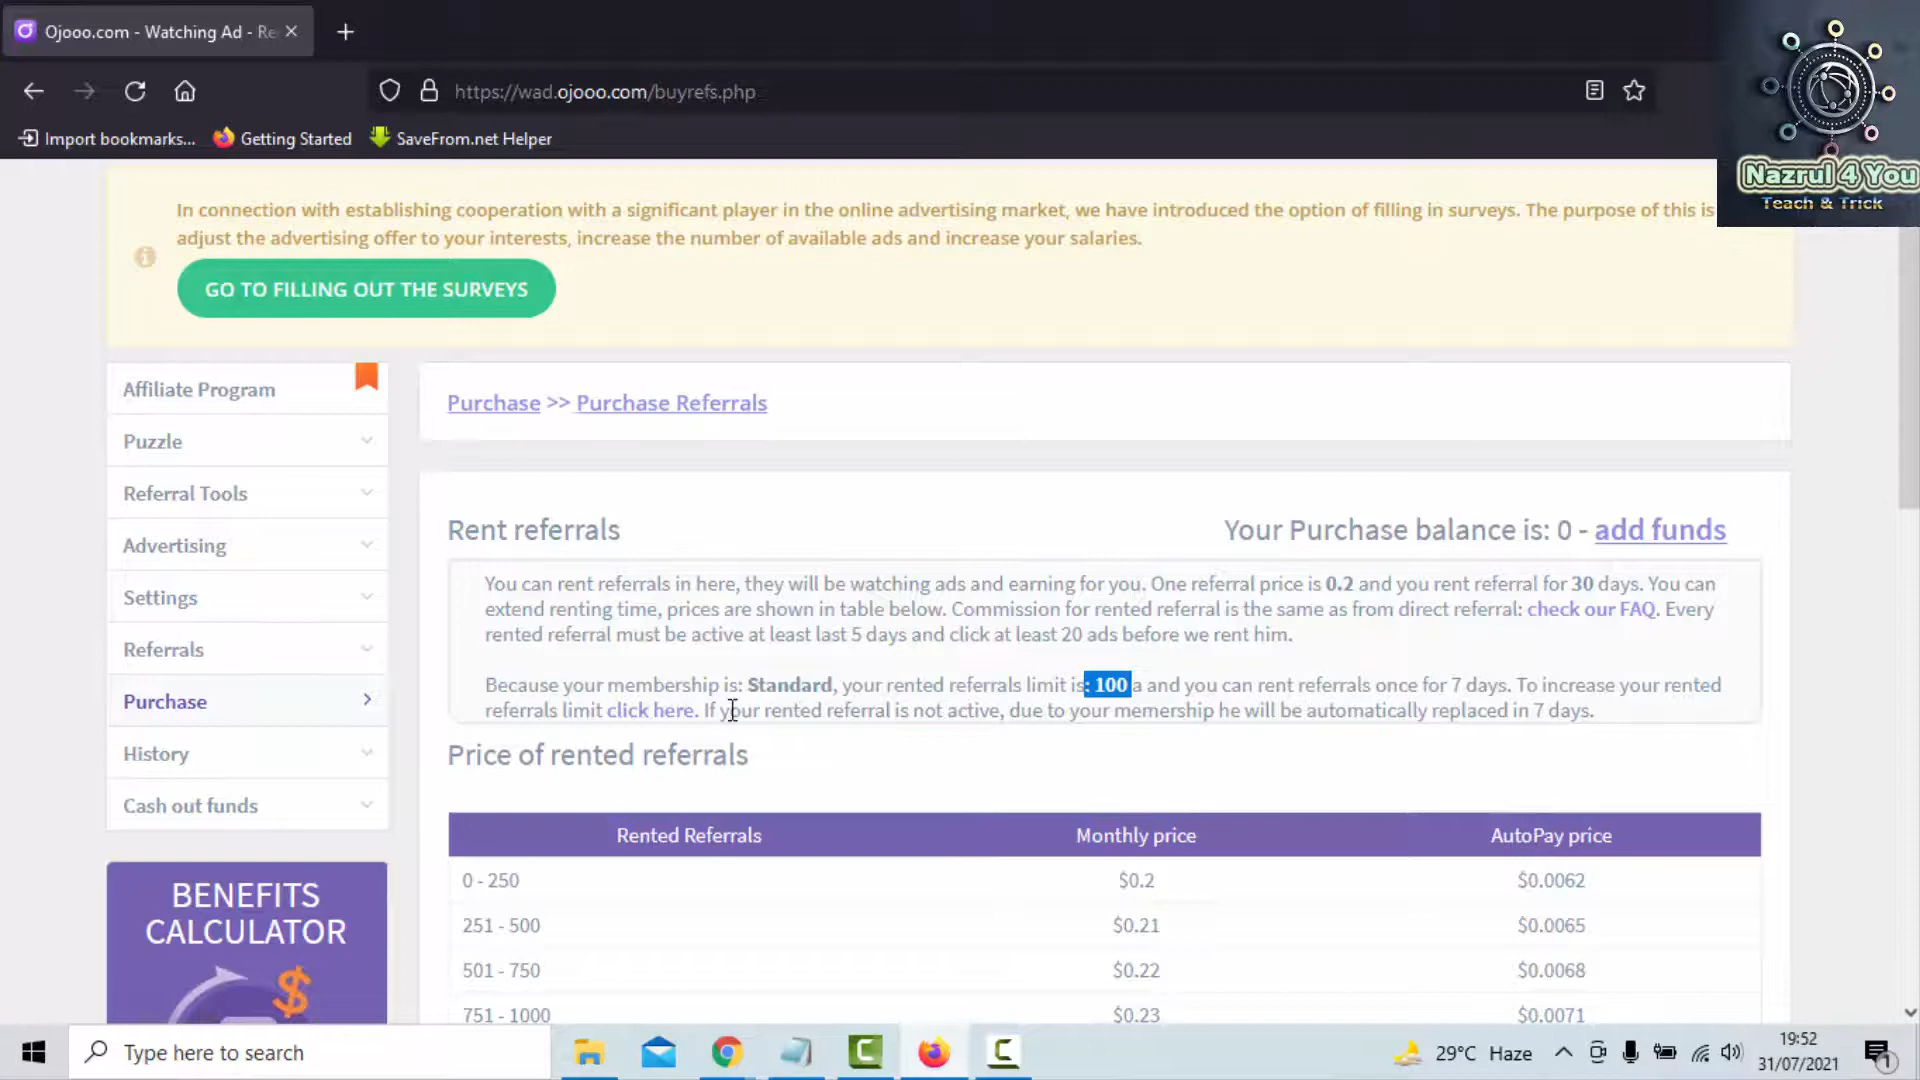 Ojooo.com - Watching Ad - Re
https://wad.ojooo.com/buyrefs.php
Import bookmarks...
Getting Started
SaveFrom.net Helper
Nazrul 4 You
Teach & Trick
In connection with establishing cooperation with a significant player in the online advertising market, we have introduced the option of filling in surveys. The purpose of this is
adjust the advertising offer to your interests, increase the number of available ads and increase your salaries.
GO TO FILLING OUT THE SURVEYS
Affiliate Program
Puzzle
Referral Tools
Advertising
Settings
Referrals
Purchase
History
Cash out funds
BENEFITS
CALCULATOR
Purchase >> Purchase Referrals
Rent referrals
Your Purchase balance is: 0 - add funds
You can rent referrals in here, they will be watching ads and earning for you. One referral price is 0.2 and you rent referral for 30 days. You can
extend renting time, prices are shown in table below. Commission for rented referral is the same as from direct referral: check our FAQ. Every
rented referral must be active at least last 5 days and click at least 20 ads before we rent him.
Because your membership is: Standard, your rented referrals limit is: 100 a and you can rent referrals once for 7 days. To increase your rented
referrals limit click here. If your rented referral is not active, due to your memership he will be automatically replaced in 7 days.
Price of rented referrals
Rented Referrals Monthly price AutoPay price
0 - 250 $0.2 $0.0062
251 - 500 $0.21 $0.0065
501 - 750 $0.22 $0.0068
751 - 1000 $0.23 $0.0071
Type here to search
29°C Haze
19:52
31/07/2021
1